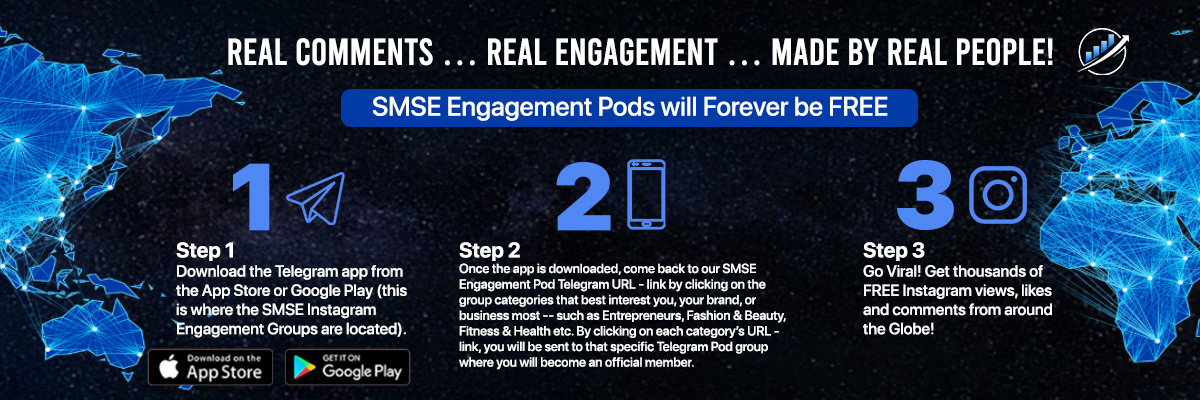 REAL COMMENTS ... REAL ENGAGEMENT ... MADE BY REAL PEOPLE!
SMSE Engagement Pods will Forever be FREE
1
Step 1
Download the Telegram app from
the App Store or Google Play (this
is where the SMSE Instagram
Engagement Groups are located).
Download on the
App Store
GET IT ON
Google Play
2
Step 2
Once the app is downloaded, come back to our SMSE
Engagement Pod Telegram URL - link by clicking on the
group categories that best interest you, your brand, or
business most -- such as Entrepreneurs, Fashion & Beauty,
Fitness & Health etc. By clicking on each category's URL -
link, you will be sent to that specific Telegram Pod group
where you will become an official member.
3
Step 3
Go Viral! Get thousands of
FREE Instagram views, likes
and comments from around
the Globe!